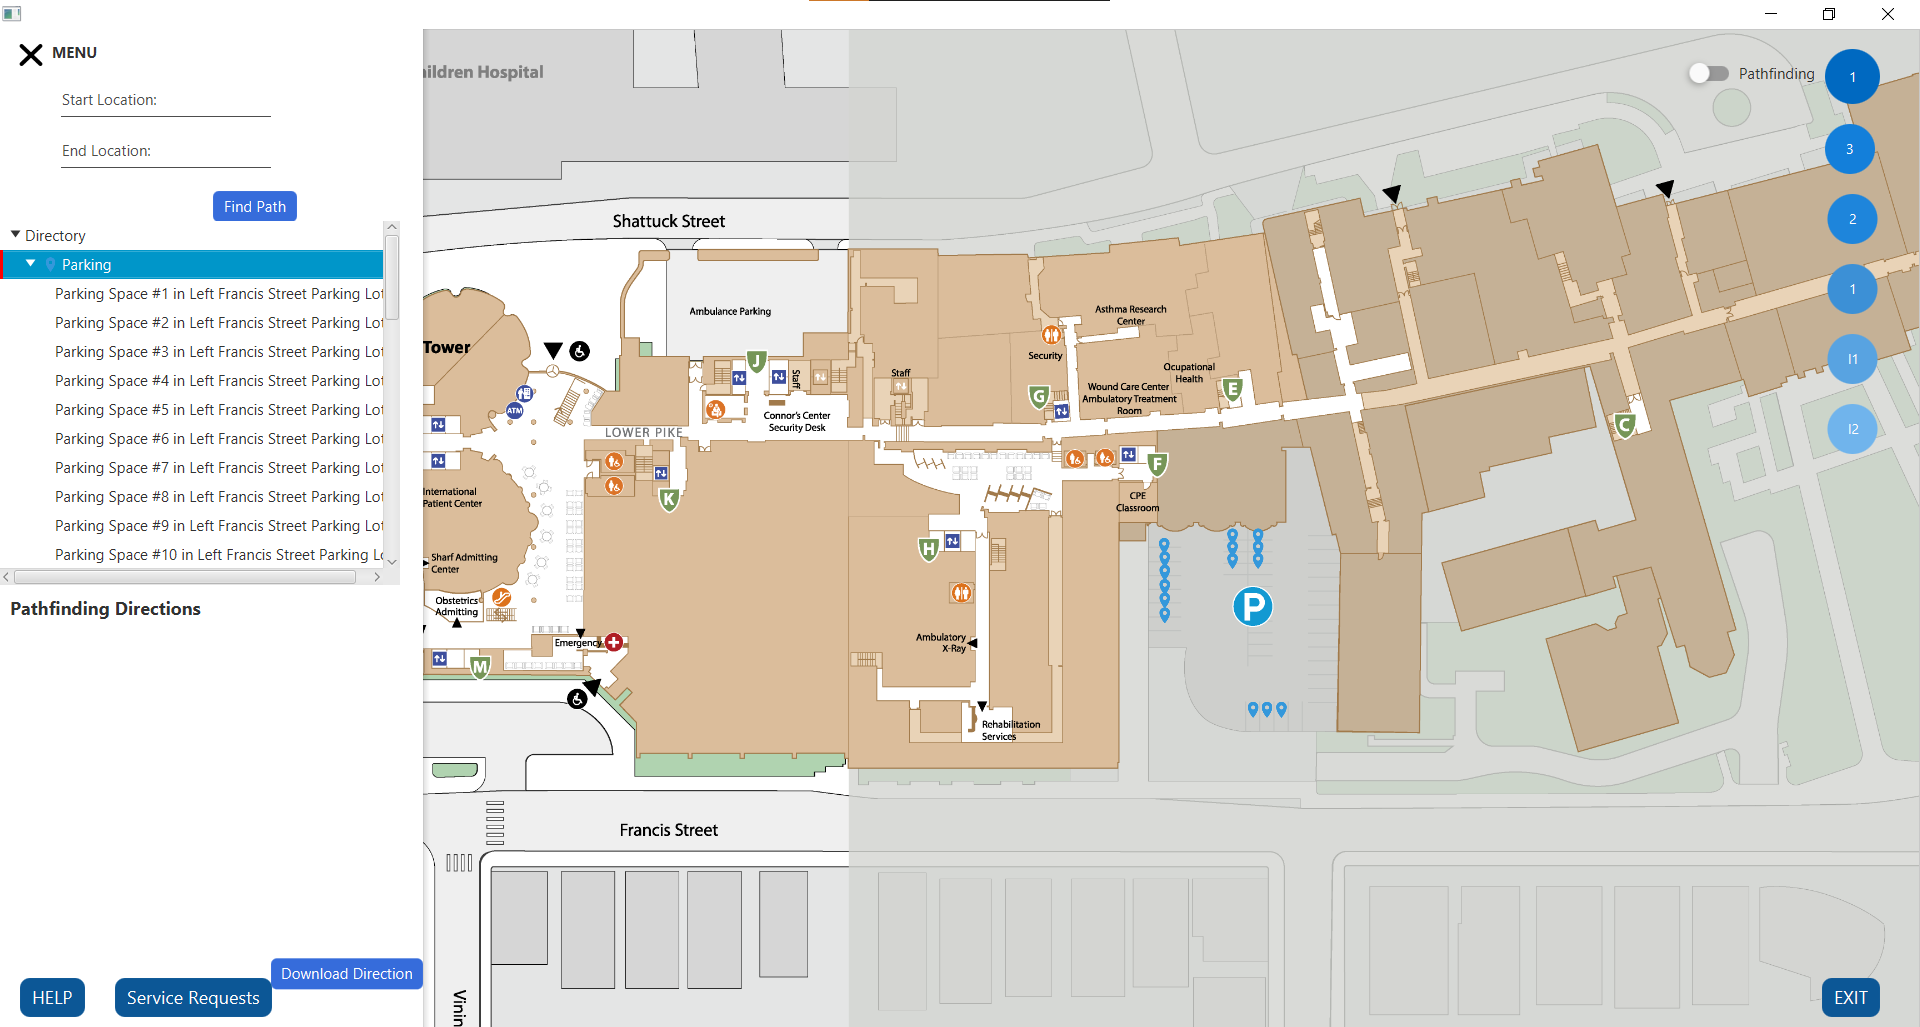 MENU
Start Location:
End Location:
Find Path
Directory
Parking
Parking Space #1 in Left Francis Street Parking Lot
Parking Space #2 in Left Francis Street Parking Lot
Parking Space #3 in Left Francis Street Parking Lot
Parking Space #4 in Left Francis Street Parking Lot
Parking Space #5 in Left Francis Street Parking Lot
Parking Space #6 in Left Francis Street Parking Lot
Parking Space #7 in Left Francis Street Parking Lot
Parking Space #8 in Left Francis Street Parking Lot
Parking Space #9 in Left Francis Street Parking Lot
Parking Space #10 in Left Francis Street Parking Lo
Pathfinding Directions
Download Direction
HELP
Service Requests
ildren Hospital
Shattuck Street
Ambulance Parking
Tower
ATM
J
Staff
Connor's Center
Security Desk
LOWER PIKE
K
International
Patient Center
Sharf Admitting
Center
Obstetrics
Admitting
Emergency
M
Francis Street
Vinin
Staff
Security
G
Asthma Research
Center
Occupational
Health
E
Wound Care Center
Ambulatory Treatment
Room
F
CPE
Classroom
H
Ambulatory
X-Ray
Rehabilitation
Services
P
C
Pathfinding
1
3
2
1
l1
l2
EXIT